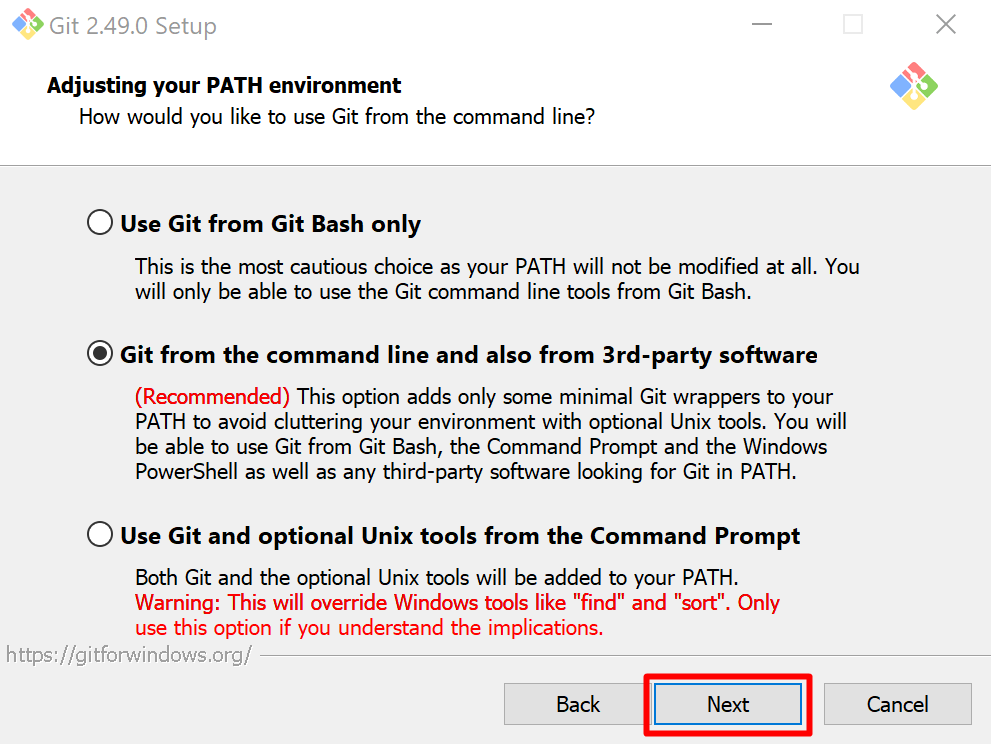 Git 2.49.0 Setup
Adjusting your PATH environment
How would you like to use Git from the command line?
Use Git from Git Bash only
This is the most cautious choice as your PATH will not be modified at all. You
will only be able to use the Git command line tools from Git Bash.
Git from the command line and also from 3rd-party software
(Recommended) This option adds only some minimal Git wrappers to your
PATH to avoid cluttering your environment with optional Unix tools. You will
be able to use Git from Git Bash, the Command Prompt and the Windows
PowerShell as well as any third-party software looking for Git in PATH.
Use Git and optional Unix tools from the Command Prompt
Both Git and the optional Unix tools will be added to your PATH.
Warning: This will override Windows tools like "find" and "sort". Only
use this option if you understand the implications.
https://gitforwindows.org/
Back Next Cancel